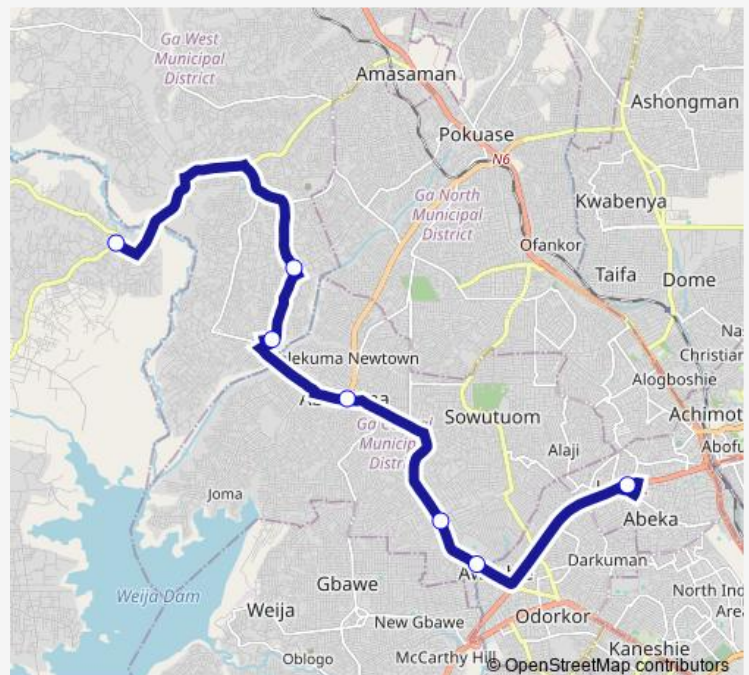 Ga West
Municipal
District
Amasaman
Ashongman
Pokuase
N6
Kwabenya
Ga North
Municipal
District
Ofankor
Taifa
Dome
Christian
Newtown
Alogboshie
Achimot
Sowutuom
Abofu
Alaji
Joma
Abeka
Darkuman
Weija Dam
Gbawe
North Ind
Area
Weija
New Gbawe
Odorkor
Kaneshie
Oblogo
McCarthy Hill
© OpenStreetMap contributors